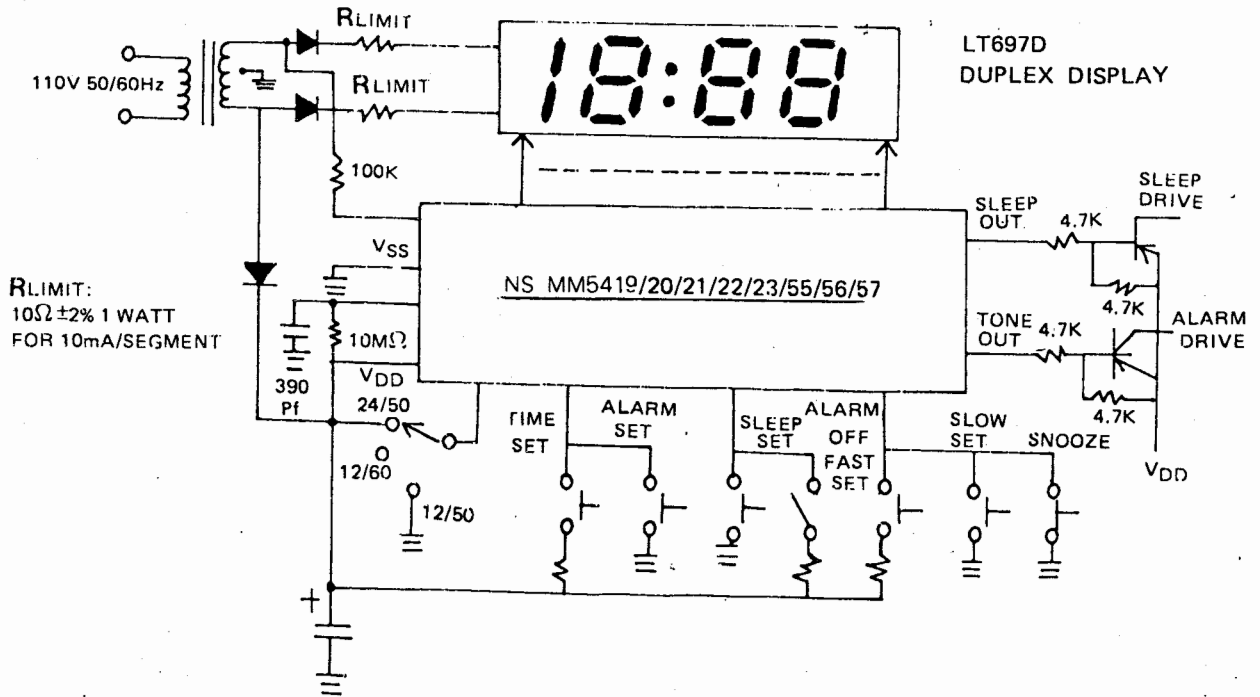 RLIMIT
110V 50/60Hz
RLIMIT
18:88
LT697D
DUPLEX DISPLAY
100K
VSS
NS MM5419/20/21/22/23/55/56/57
SLEEP
OUT
4.7K
SLEEP
DRIVE
4.7K
TONE
OUT
4.7K
ALARM
DRIVE
4.7K
VDD
RLIMIT:
10Ω ±2% 1 WATT
FOR 10mA/SEGMENT
10MΩ
390
Pf
VDD
24/50
12/60
12/50
TIME
SET
ALARM
SET
SLEEP
SET
ALARM
OFF
FAST
SET
SLOW
SET
SNOOZE
+